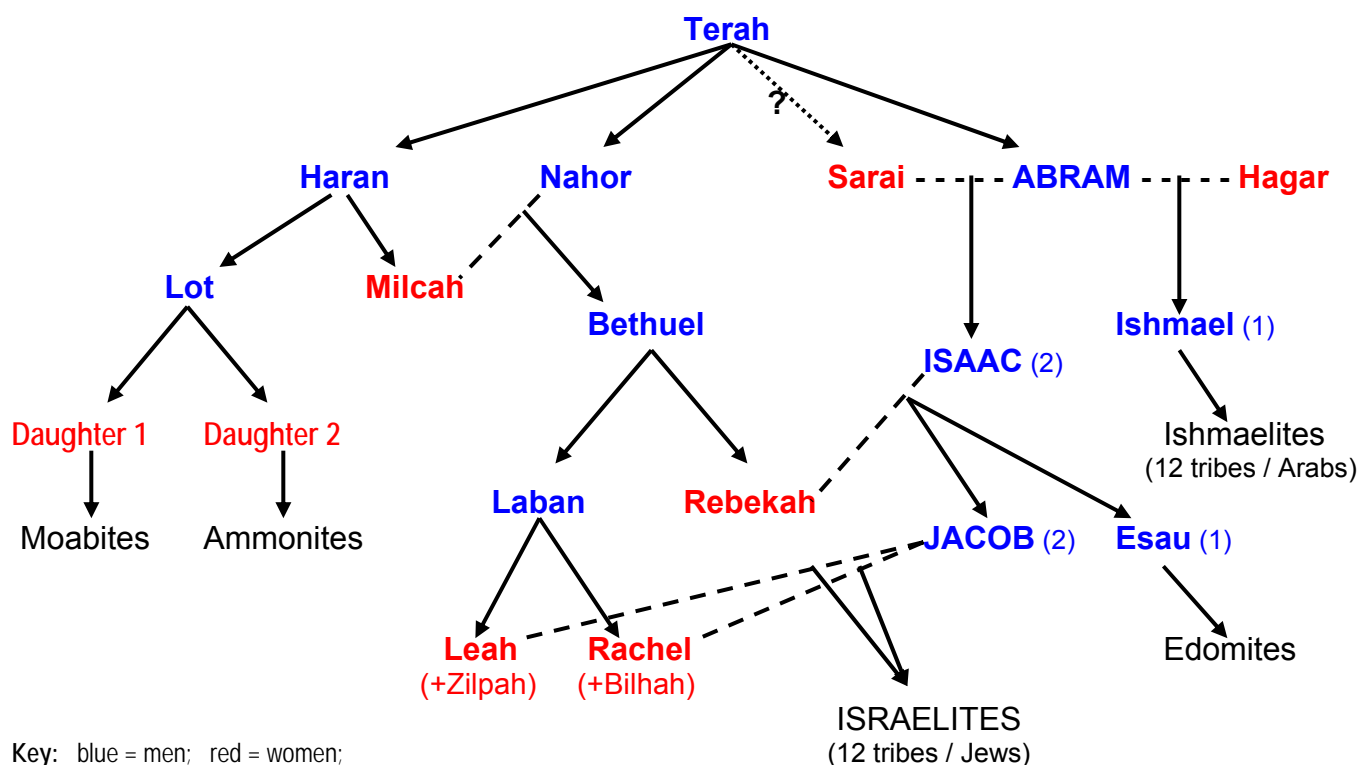 Terah
?
Haran Nahor Sarai ABRAM Hagar
Lot Milcah
Bethuel Ishmael (1)
ISAAC (2)
Daughter 1 Daughter 2 Ishmaelites
(12 tribes / Arabs)
Laban Rebekah
Moabites Ammonites JACOB (2) Esau (1)
Leah Rachel Edomites
(+Zilpah) (+Bilhah)
ISRAELITES
(12 tribes / Jews)
Key: blue = men; red = women;